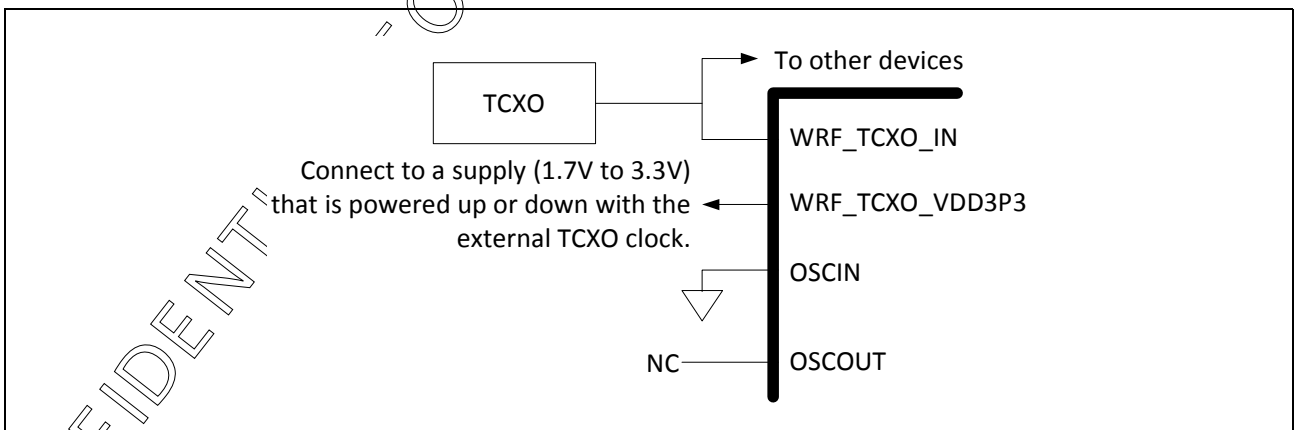 To other devices
TCXO
WRF_TCXO_IN
Connect to a supply (1.7V to 3.3V)
that is powered up or down with the
external TCXO clock.
WRF_TCXO_VDD3P3
OSCIN
NC
OSCOUT